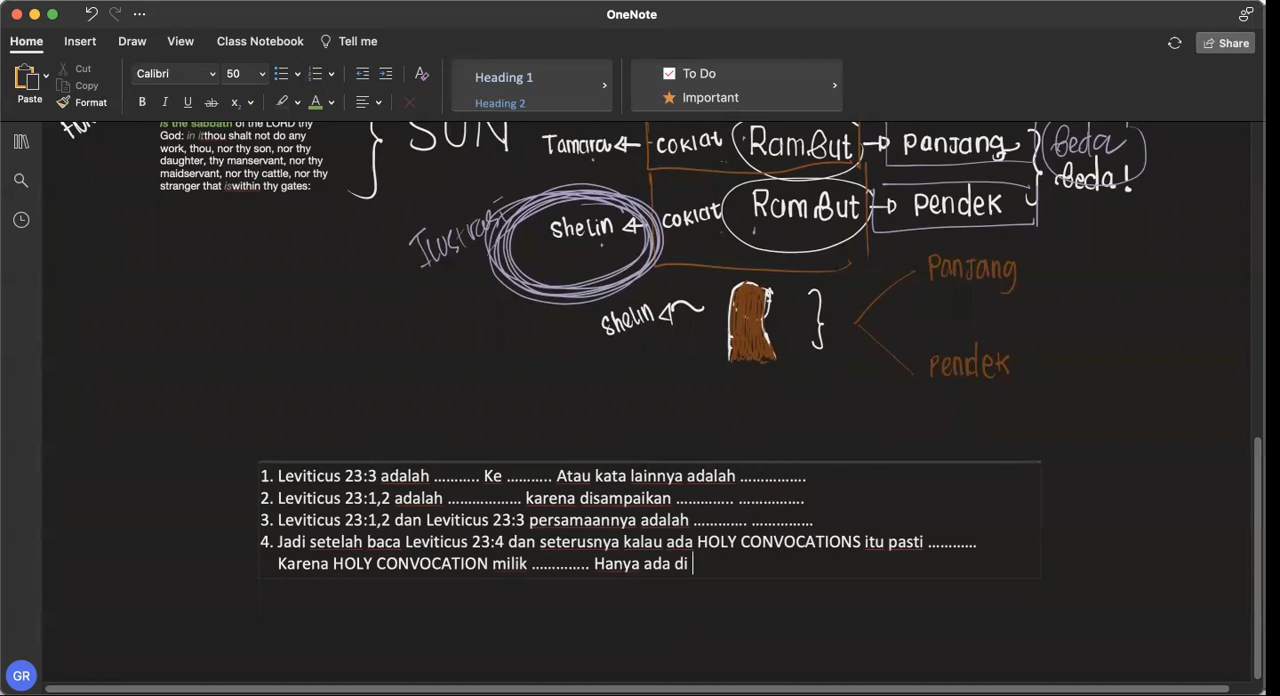 OneNote
Home Insert Draw View Class Notebook Tell me
Share
Paste
Cut
Copy
Format
Calibri 50
B I U ab x₂ A
Heading 1
Heading 2
To Do
Important
is the sabbath of the LORD thy
God: in it thou shalt not do any
work, thou, nor thy son, nor thy
daughter, thy manservant, nor thy
maidservant, nor thy cattle, nor thy
stranger that is within thy gates:
SUN
Tamara coklat Rambut Panjang Beda
Beda!
Ilustrasi
Shelin coklat Rambut Pendek
Shelin
Panjang
Pendek
1. Leviticus 23:3 adalah ........... Ke ........... Atau kata lainnya adalah ................
2. Leviticus 23:1,2 adalah .................. karena disampaikan .............. ................
3. Leviticus 23:1,2 dan Leviticus 23:3 persamaannya adalah ............. ...............
4. Jadi setelah baca Leviticus 23:4 dan seterusnya kalau ada HOLY CONVOCATIONS itu pasti ............
Karena HOLY CONVOCATION milik .............. Hanya ada di
GR